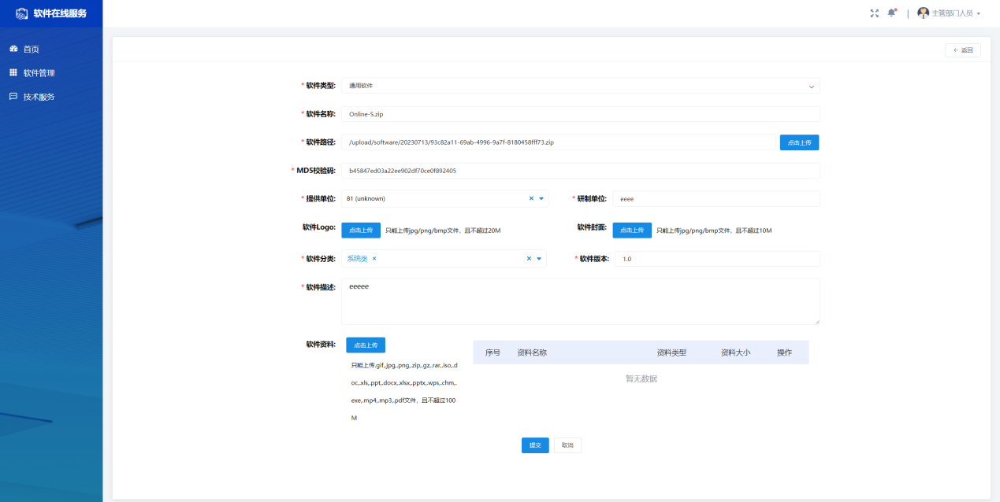 软件在线服务
主管部门人员
首页
软件管理
技术服务
返回
* 软件类型: 通用软件
* 软件名称: Online-S.zip
* 软件路径: /upload/software/20230713/93c82a11-69ab-4996-9a7f-8180458fff73.zip 点击上传
* MD5校验码: b45847ed03a22ee902df70ce0f892405
* 提供单位: 81 (unknown) * 研制单位: eeee
软件Logo: 点击上传 只能上传jpg/png/bmp文件，且不超过20M 软件封面: 点击上传 只能上传jpg/png/bmp文件，且不超过10M
* 软件分类: 系统类 × * 软件版本: 1.0
* 软件描述: eeeee
软件资料: 点击上传
只能上传.gif,.jpg,.png,.zip,.gz,.rar,.iso,.d
oc,.xls,.ppt,.docx,.xlsx,.pptx,.wps,.chm,.
exe,.mp4,.mp3,.pdf文件，且不超过100
M
序号 资料名称 资料类型 资料大小 操作
暂无数据
提交 取消